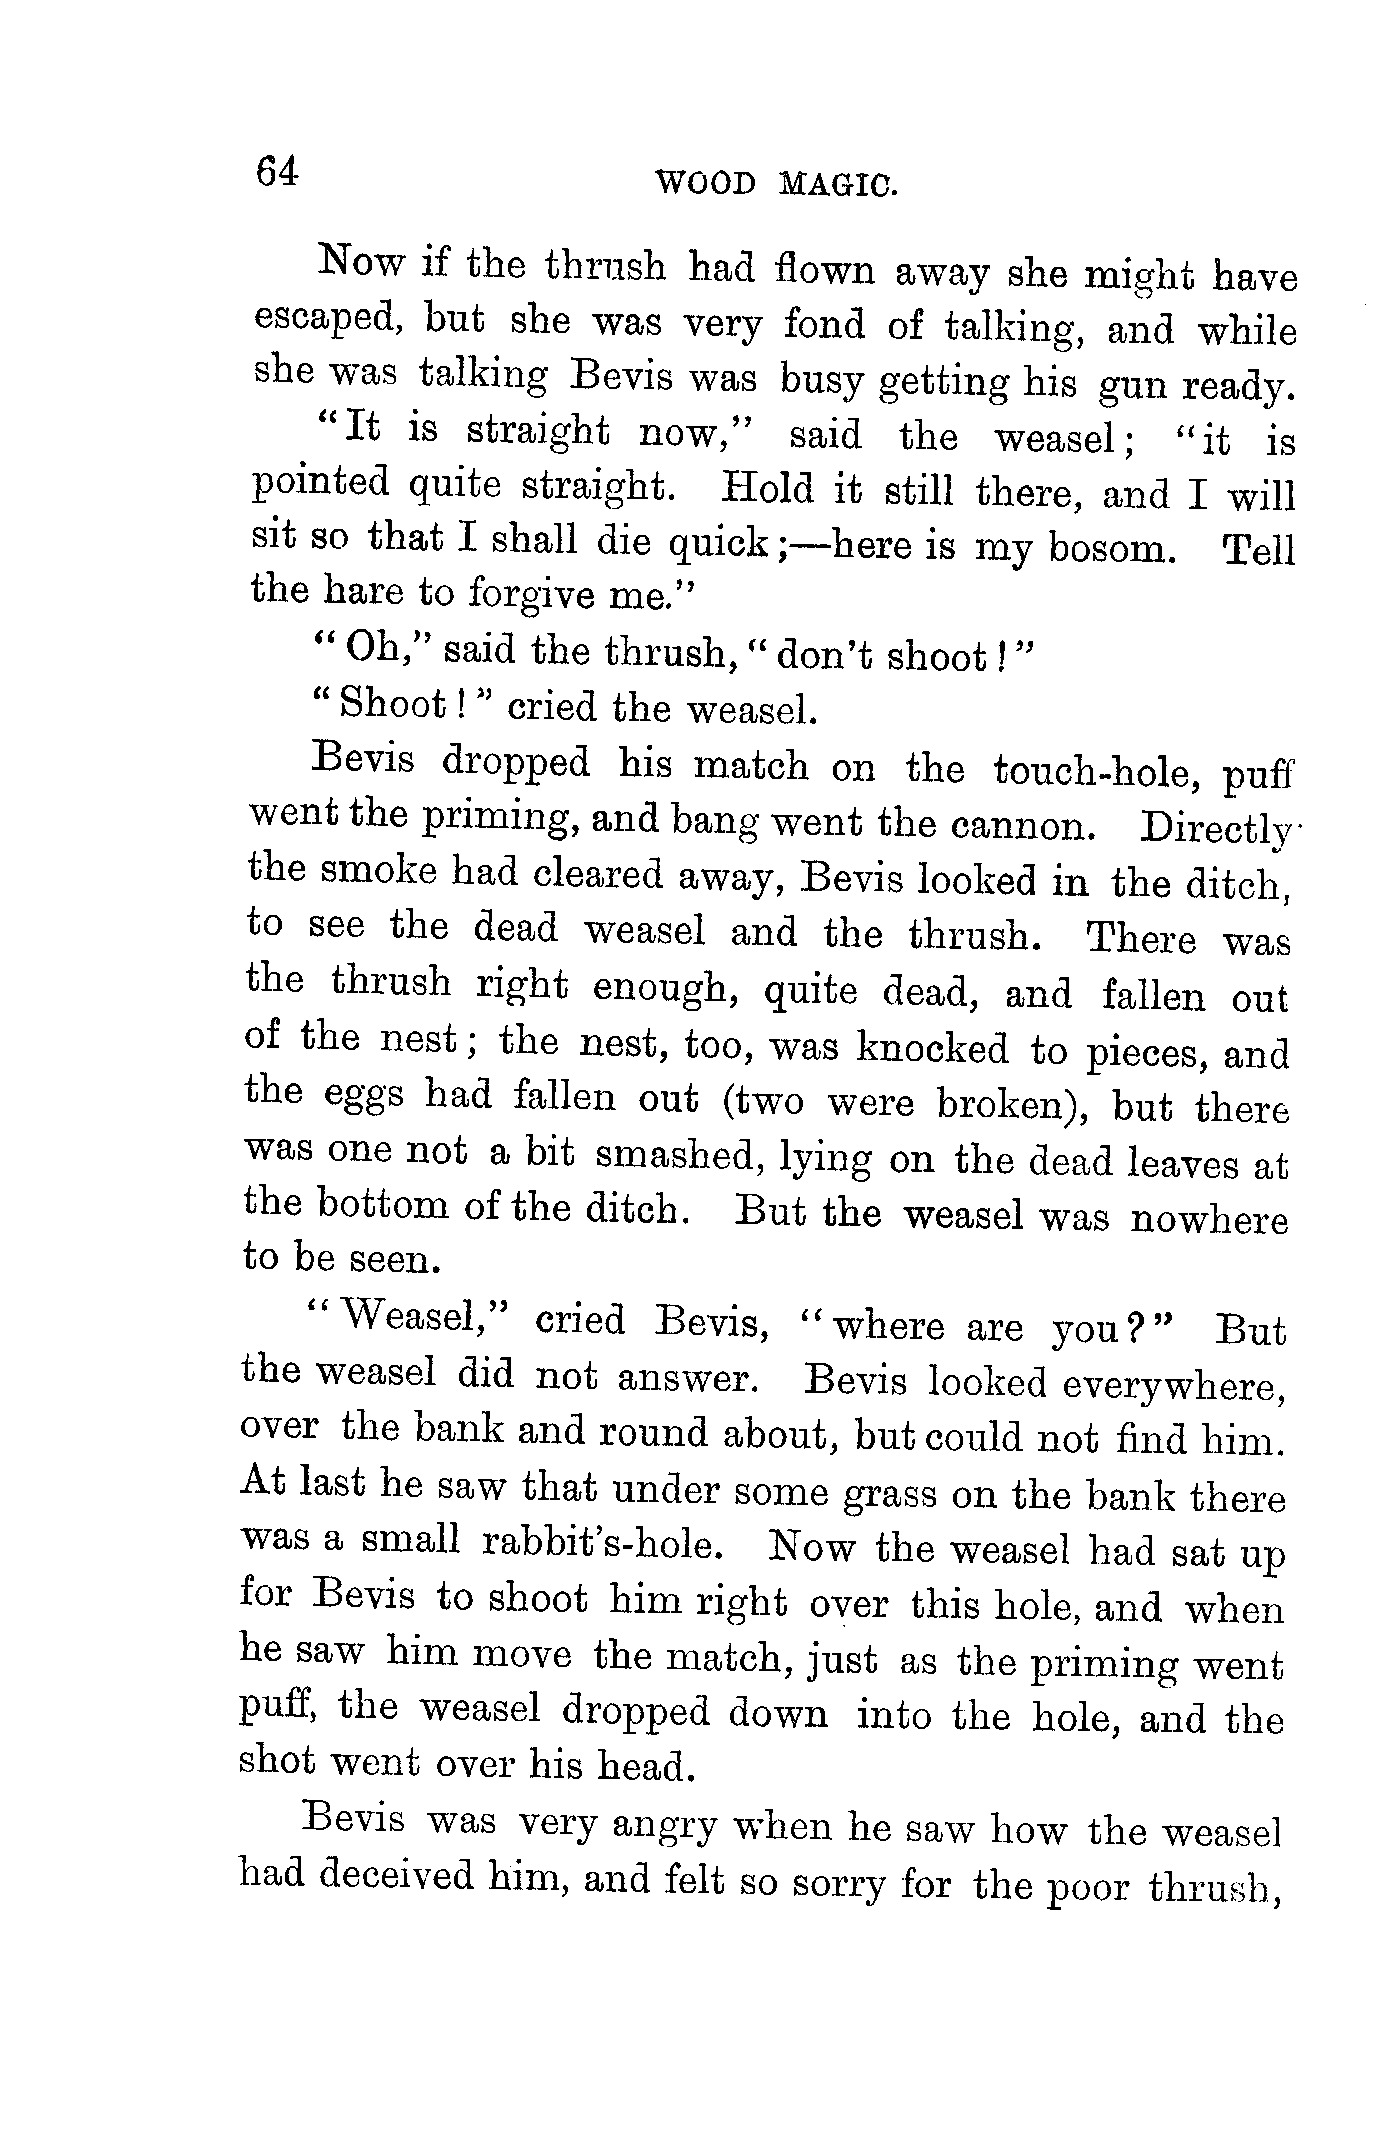 64
WOOD MAGIC.
Now if the thrush had flown away she might have
escaped, but she was very fond of talking, and while
she was talking Bevis was busy getting his gun ready.
"It is straight now," said the weasel; "it is
pointed quite straight. Hold it still there, and I will
sit so that I shall die quick;—here is my bosom. Tell
the hare to forgive me."
"Oh," said the thrush, "don't shoot!"
"Shoot!" cried the weasel.
Bevis dropped his match on the touch-hole, puff
went the priming, and bang went the cannon. Directly
the smoke had cleared away, Bevis looked in the ditch,
to see the dead weasel and the thrush. There was
the thrush right enough, quite dead, and fallen out
of the nest; the nest, too, was knocked to pieces, and
the eggs had fallen out (two were broken), but there
was one not a bit smashed, lying on the dead leaves at
the bottom of the ditch. But the weasel was nowhere
to be seen.
"Weasel," cried Bevis, "where are you?" But
the weasel did not answer. Bevis looked everywhere,
over the bank and round about, but could not find him.
At last he saw that under some grass on the bank there
was a small rabbit's-hole. Now the weasel had sat up
for Bevis to shoot him right over this hole, and when
he saw him move the match, just as the priming went
puff, the weasel dropped down into the hole, and the
shot went over his head.
Bevis was very angry when he saw how the weasel
had deceived him, and felt so sorry for the poor thrush,